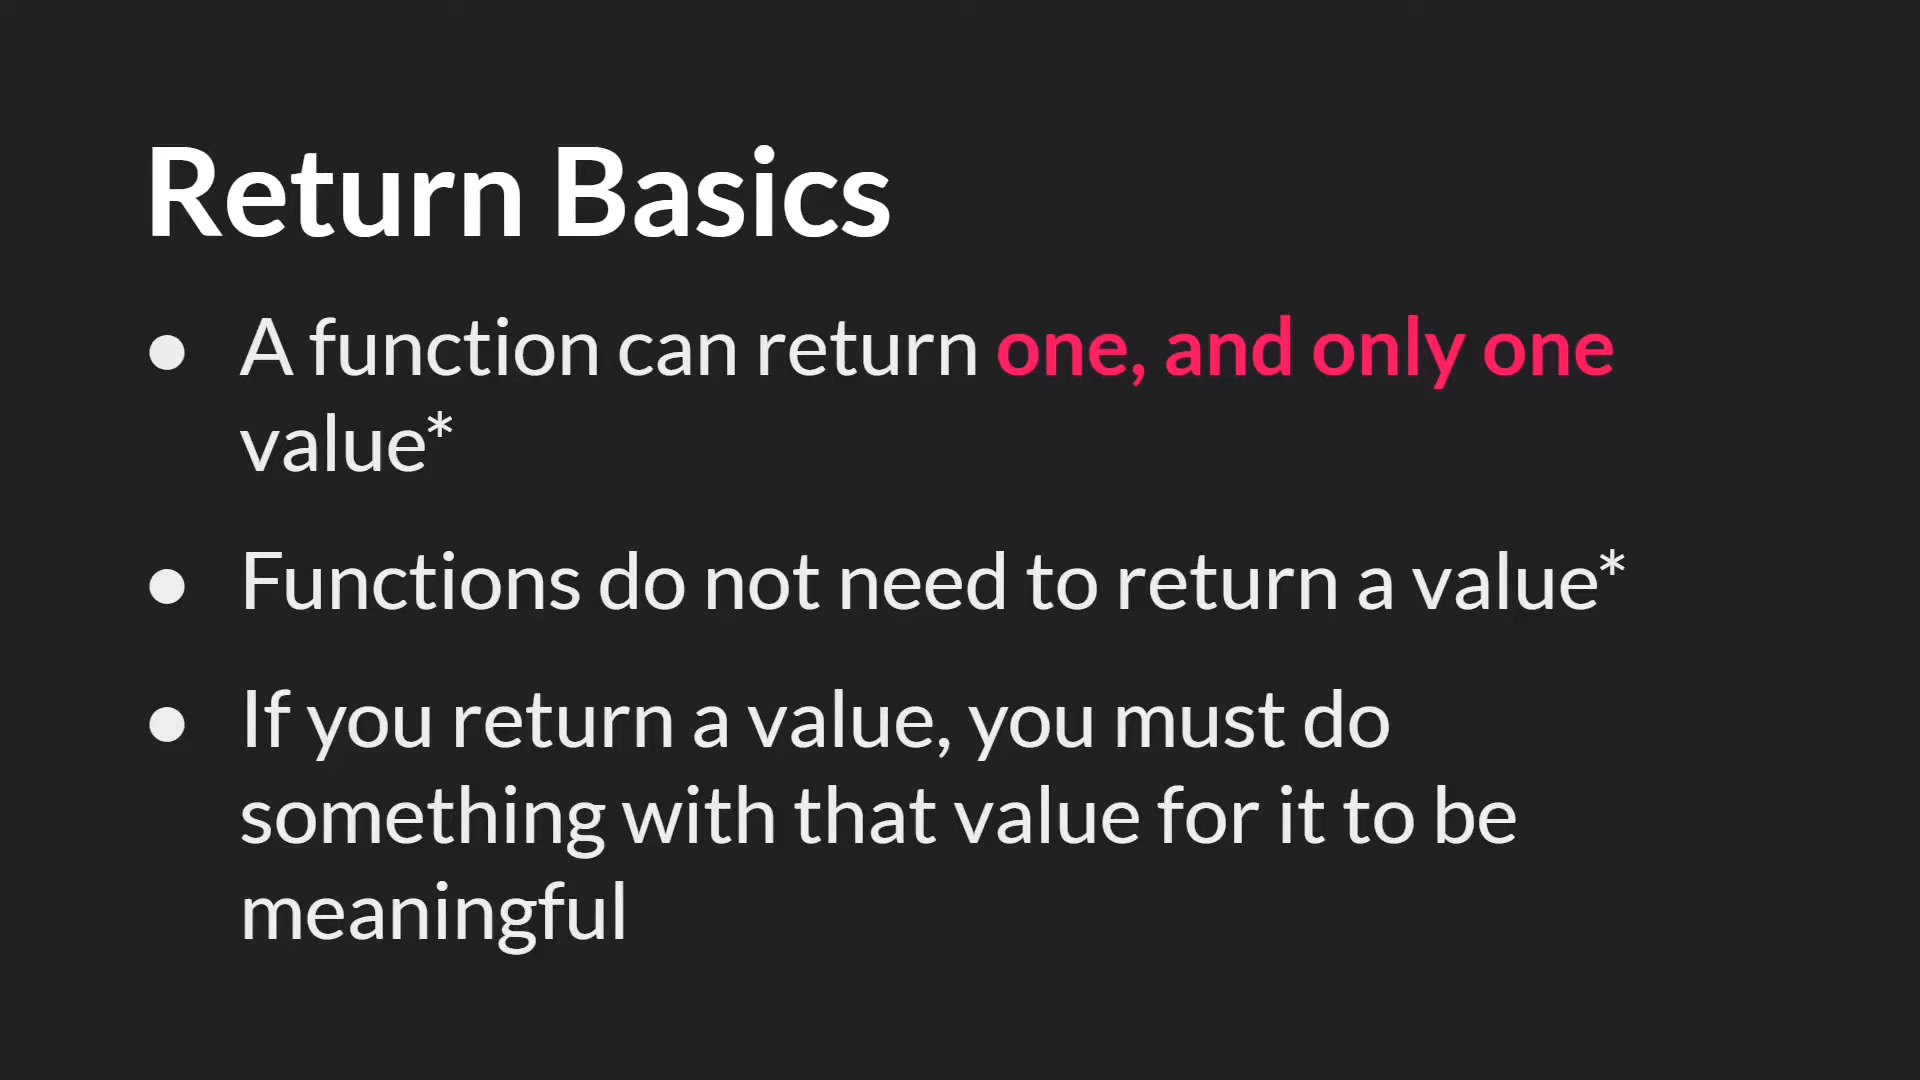 Return Basics
● A function can return one, and only one
value*
● Functions do not need to return a value*
● If you return a value, you must do
something with that value for it to be
meaningful